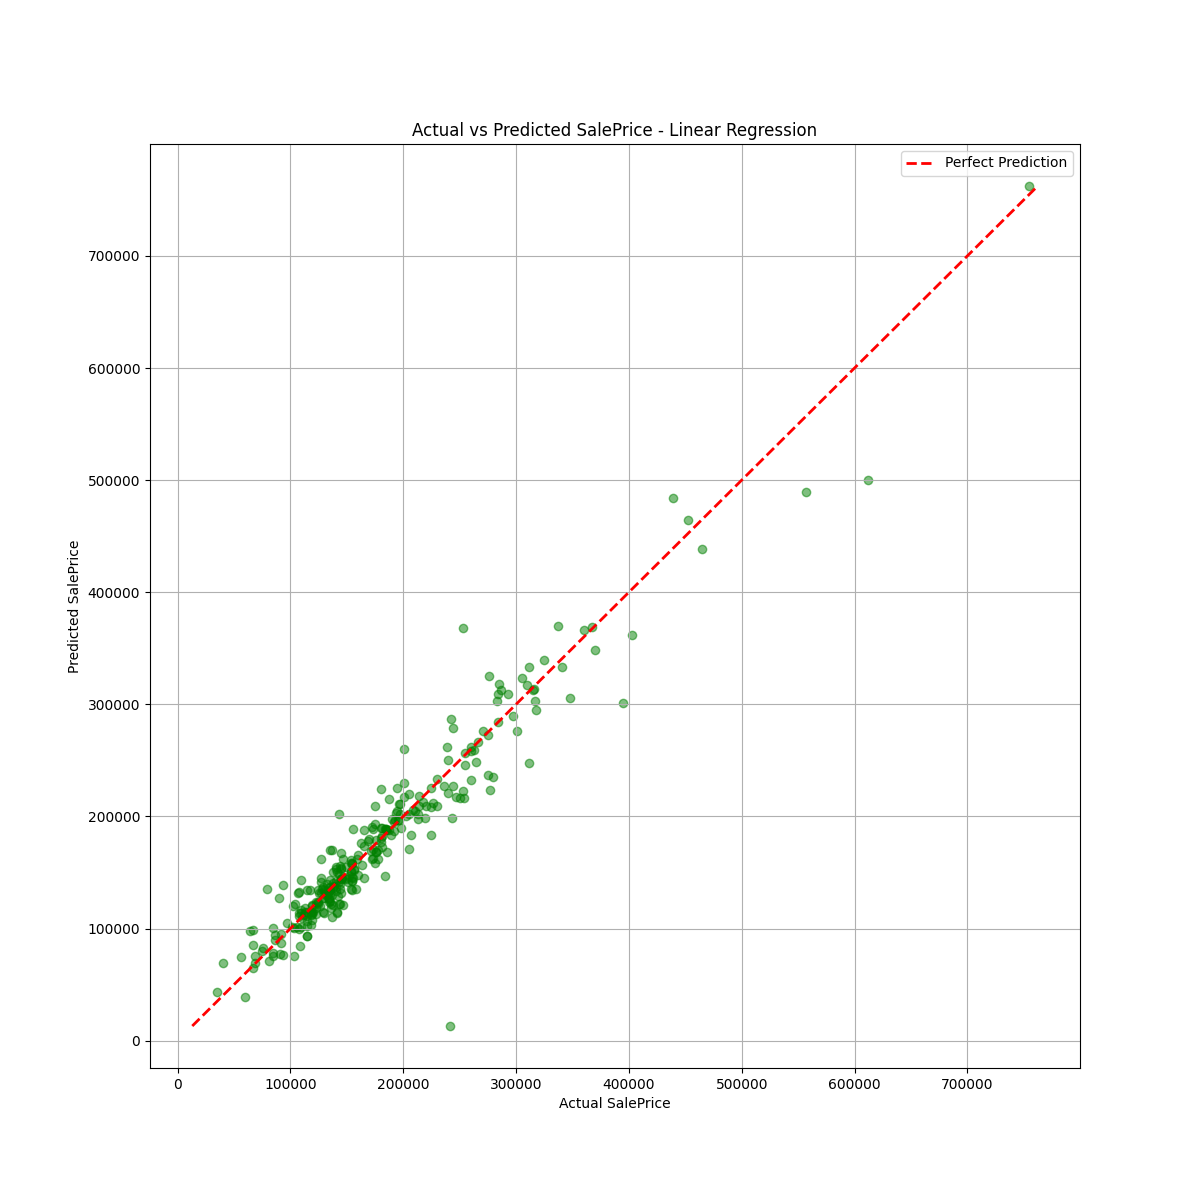 Actual vs Predicted SalePrice - Linear Regression
Perfect Prediction
700000
600000
500000
400000
300000
200000
100000
0
Predicted SalePrice
0 100000 200000 300000 400000 500000 600000 700000
Actual SalePrice